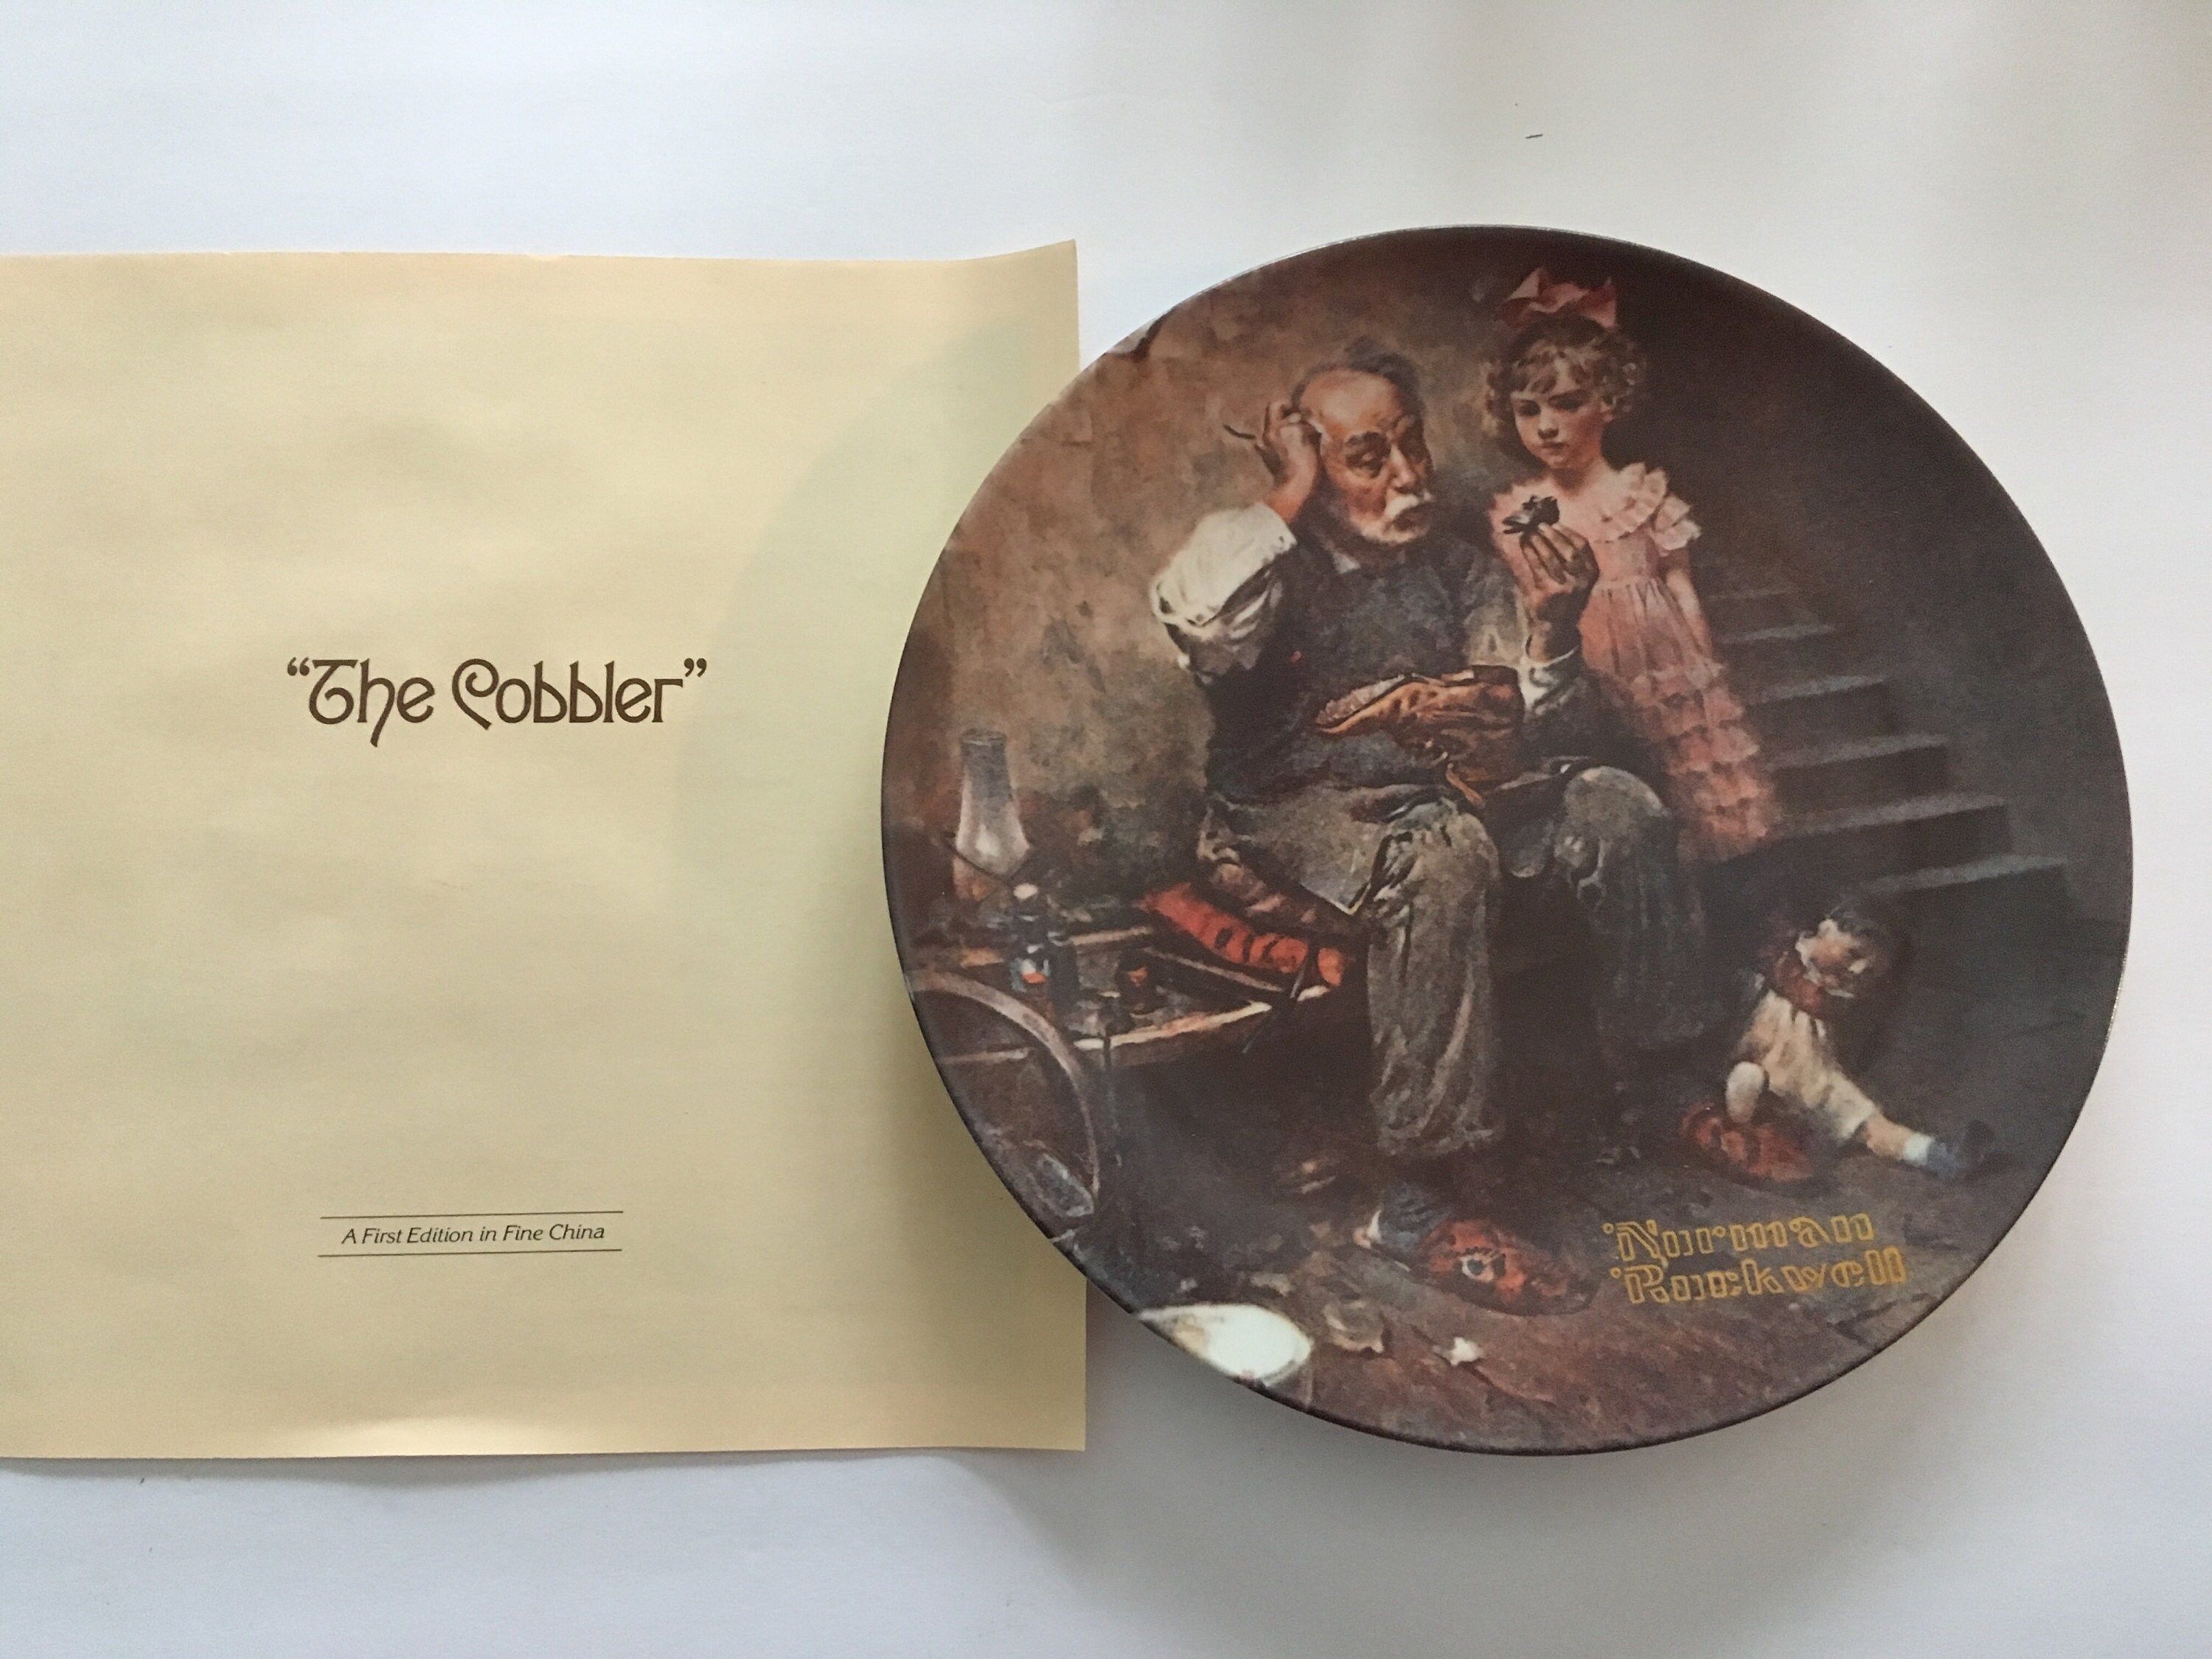 “The Cobbler”
A First Edition in Fine China
Norman
Rockwell